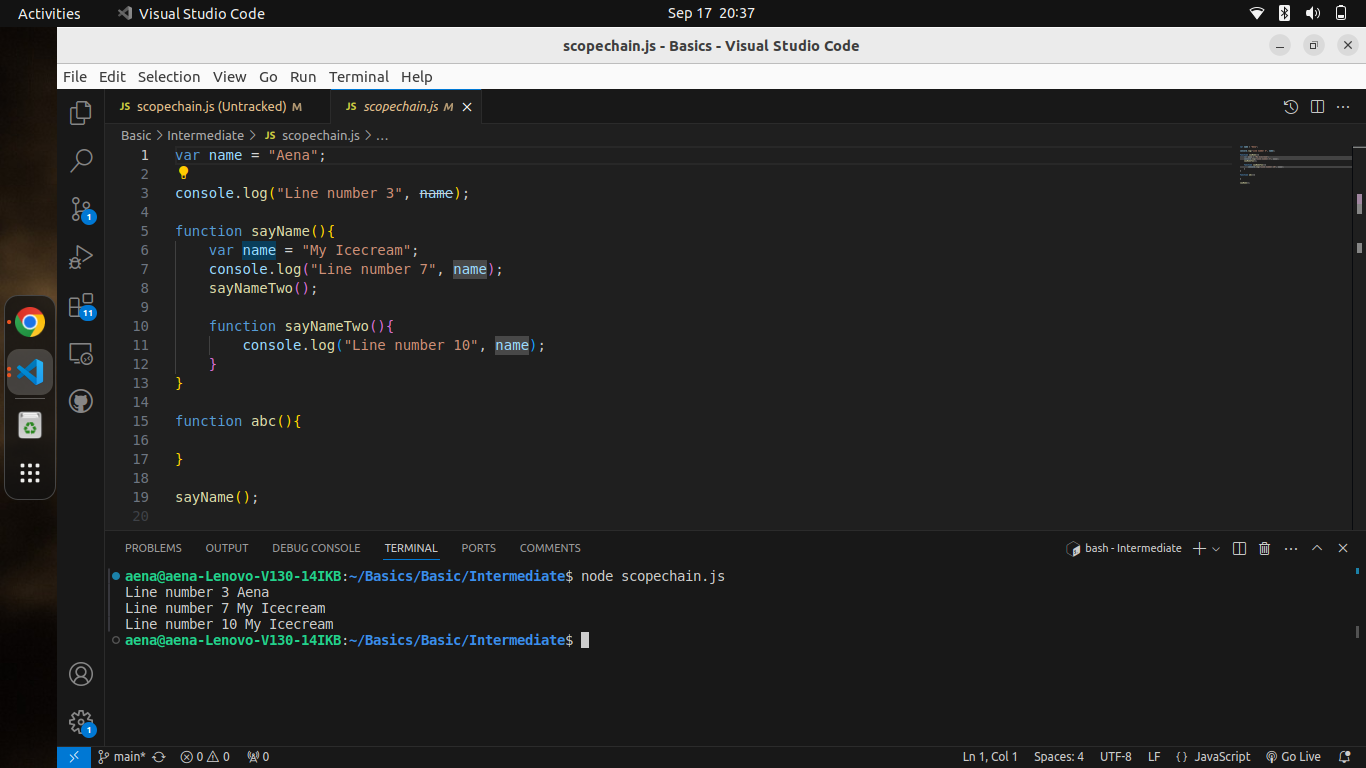 Activities Visual Studio Code Sep 17 20:37
scopechain.js - Basics - Visual Studio Code
File Edit Selection View Go Run Terminal Help
JS scopechain.js (Untracked) M JS scopechain.js M
Basic > Intermediate > JS scopechain.js > ...
1 var name = "Aena";
2
3 console.log("Line number 3", name);
4
5 function sayName(){
6 var name = "My Icecream";
7 console.log("Line number 7", name);
8 sayNameTwo();
9
10 function sayNameTwo(){
11 console.log("Line number 10", name);
12 }
13 }
14
15 function abc(){
16
17 }
18
19 sayName();
20
1
11
1
PROBLEMS OUTPUT DEBUG CONSOLE TERMINAL PORTS COMMENTS bash - Intermediate
aena@aena-Lenovo-V130-14IKB:~/Basics/Basic/Intermediate$ node scopechain.js
Line number 3 Aena
Line number 7 My Icecream
Line number 10 My Icecream
aena@aena-Lenovo-V130-14IKB:~/Basics/Basic/Intermediate$
main* 0 0 0 Ln 1, Col 1 Spaces: 4 UTF-8 LF {} JavaScript Go Live